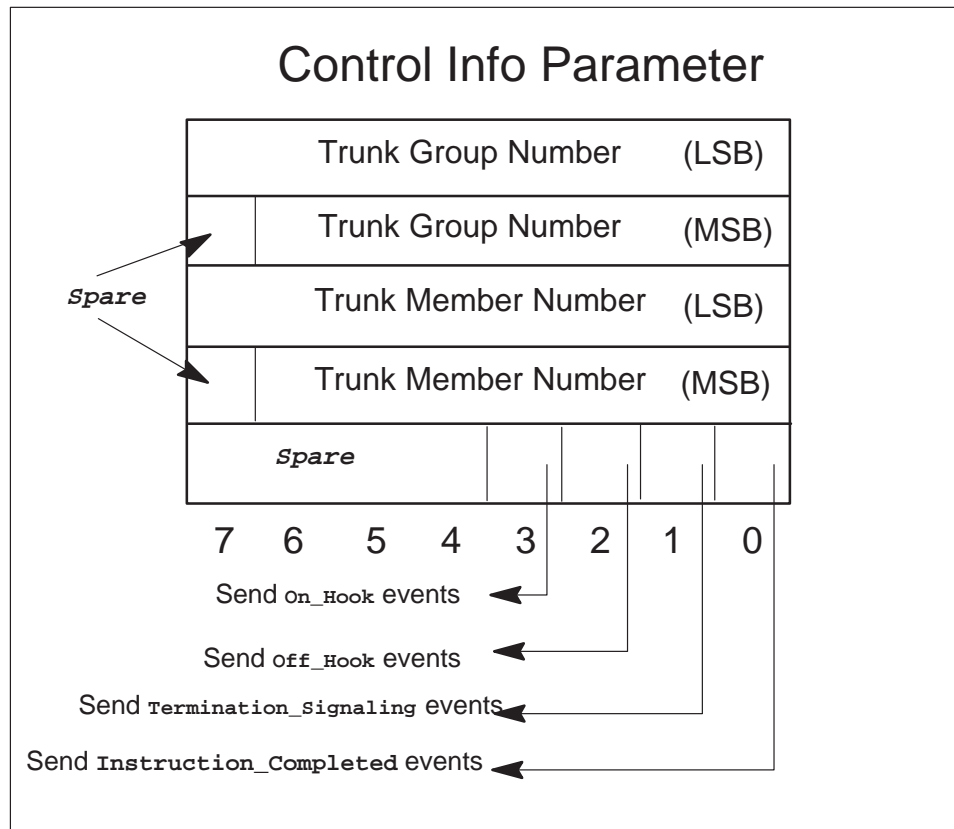 Control Info Parameter
Trunk Group Number (LSB)
Trunk Group Number (MSB)
Spare
Trunk Member Number (LSB)
Trunk Member Number (MSB)
Spare
7 6 5 4 3 2 1 0
Send On_Hook events
Send Off_Hook events
Send Termination_Signaling events
Send Instruction_Completed events